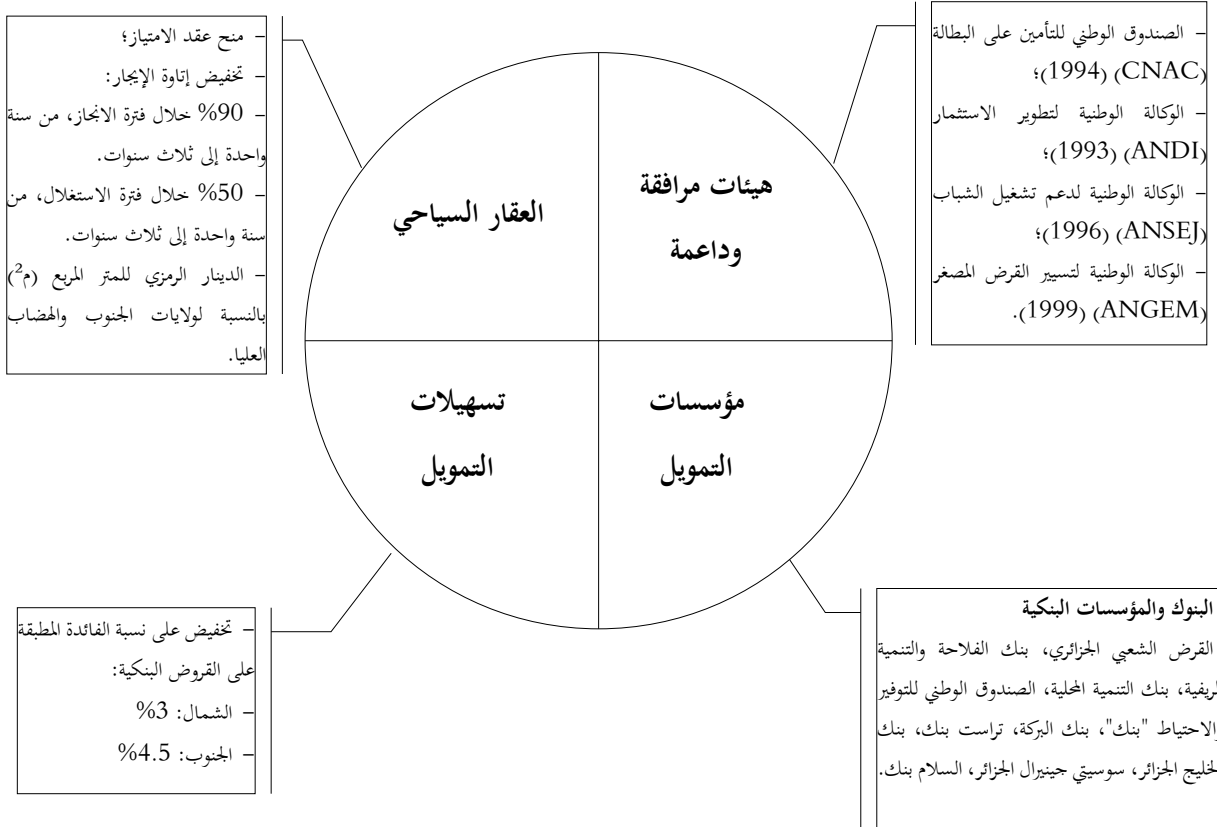 – الصندوق الوطني للتأمين على البطالة
(CNAC) (1994)؛
– الوكالة الوطنية لتطوير الاستثمار
(ANDI) (1993)؛
– الوكالة الوطنية لدعم تشغيل الشباب
(ANSEJ) (1996)؛
– الوكالة الوطنية لتسيير القرض المصغر
(ANGEM) (1999).
– منح عقد الامتياز؛
– تخفيض إتاوة الإيجار:
– 90% خلال فترة الانجاز، من سنة
واحدة إلى ثلاث سنوات.
– 50% خلال فترة الاستغلال، من
سنة واحدة إلى ثلاث سنوات.
– الدينار الرمزي للمتر المربع (م²)
بالنسبة لولايات الجنوب والهضاب
العليا.
هيئات مرافقة
وداعمة
العقار السياحي
مؤسسات
التمويل
تسهيلات
التمويل
البنوك والمؤسسات البنكية
القرض الشعبي الجزائري، بنك الفلاحة والتنمية
لريفية، بنك التنمية المحلية، الصندوق الوطني للتوفير
الاحتياط "بنك"، بنك البركة، تراست بنك، بنك
لخليج الجزائر، سوسيتي جينيرال الجزائر، السلام بنك.
– تخفيض على نسبة الفائدة المطبقة
على القروض البنكية:
– الشمال: 3%
– الجنوب: 4.5%